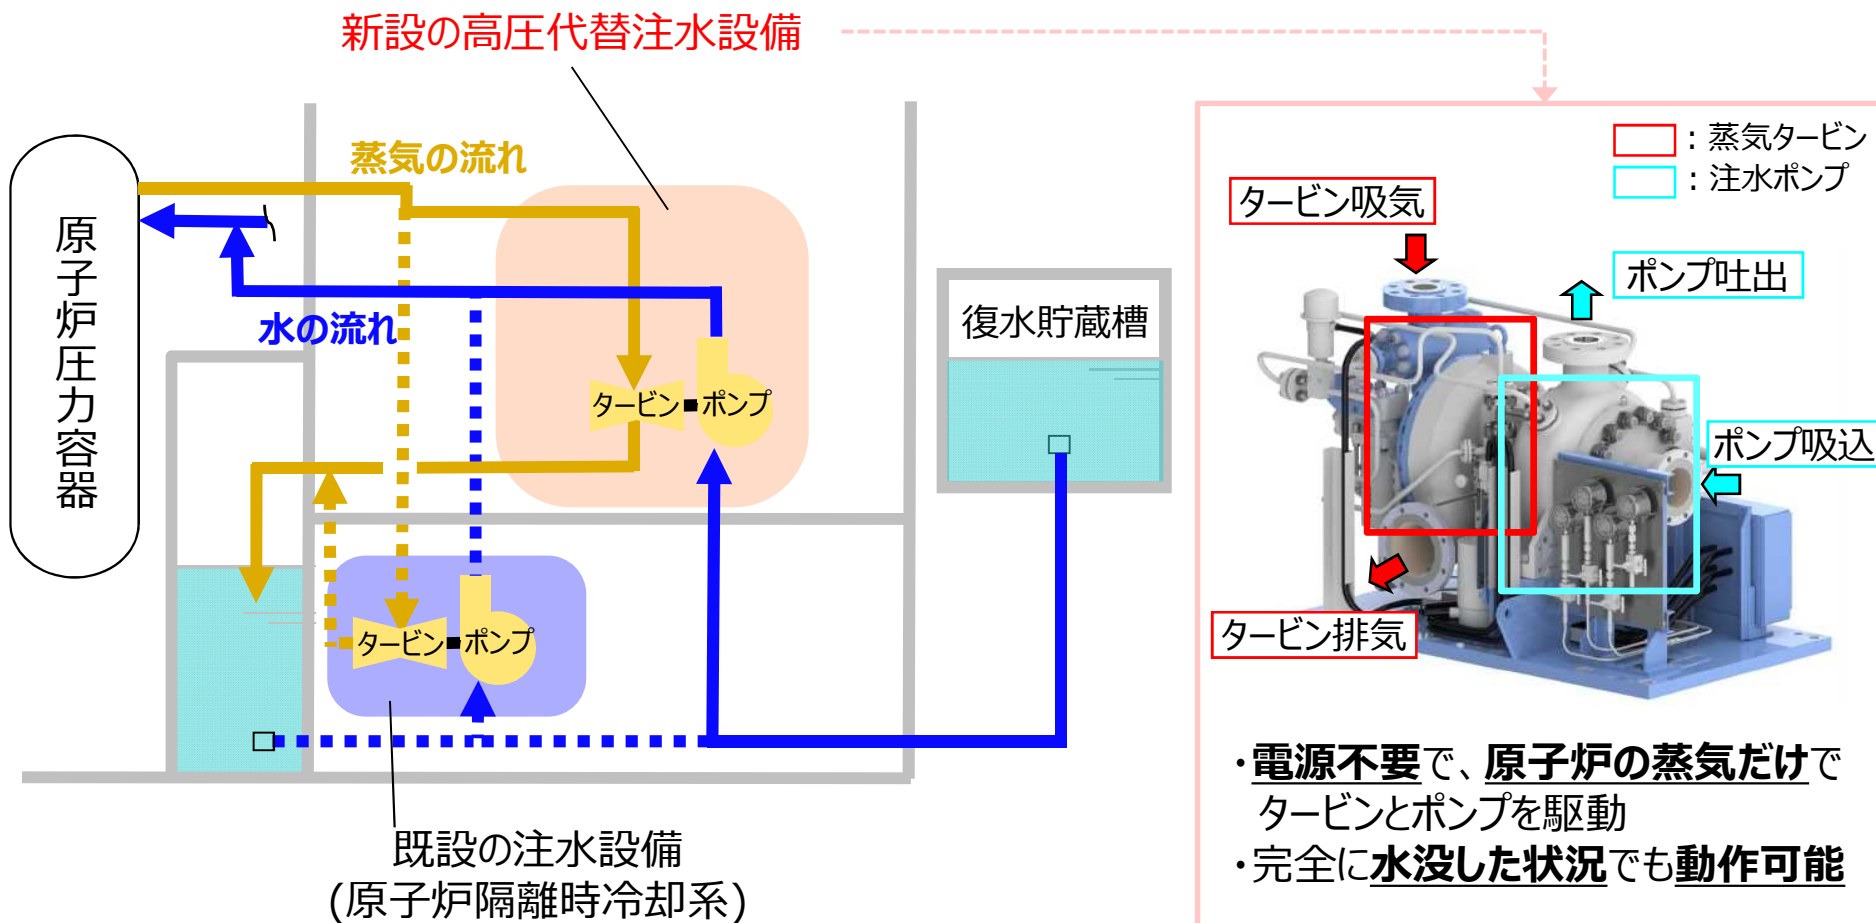 新設の高圧代替注水設備
蒸気の流れ
原子炉圧力容器
水の流れ
タービン
ポンプ
復水貯蔵槽
タービン
ポンプ
既設の注水設備
(原子炉隔離時冷却系)
：蒸気タービン
：注水ポンプ
タービン吸気
ポンプ吐出
ポンプ吸込
タービン排気
・電源不要で、原子炉の蒸気だけで
タービンとポンプを駆動
・完全に水没した状況でも動作可能